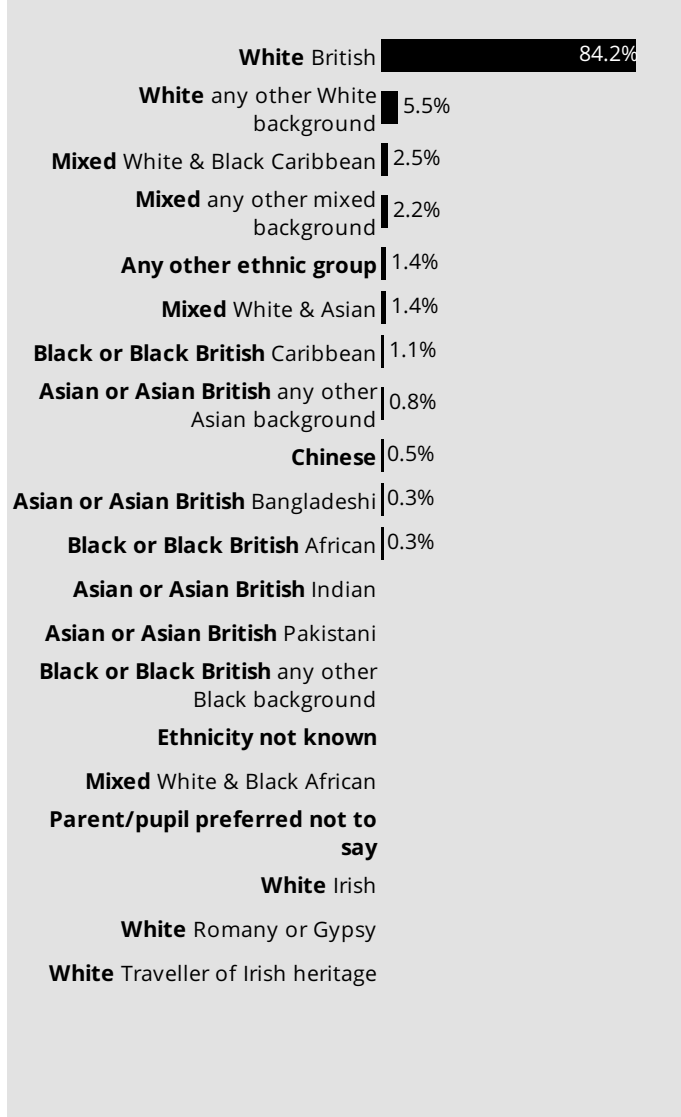 White British 84.2%
White any other White
background 5.5%
Mixed White & Black Caribbean 2.5%
Mixed any other mixed
background 2.2%
Any other ethnic group 1.4%
Mixed White & Asian 1.4%
Black or Black British Caribbean 1.1%
Asian or Asian British any other
Asian background 0.8%
Chinese 0.5%
Asian or Asian British Bangladeshi 0.3%
Black or Black British African 0.3%
Asian or Asian British Indian
Asian or Asian British Pakistani
Black or Black British any other
Black background
Ethnicity not known
Mixed White & Black African
Parent/pupil preferred not to
say
White Irish
White Romany or Gypsy
White Traveller of Irish heritage